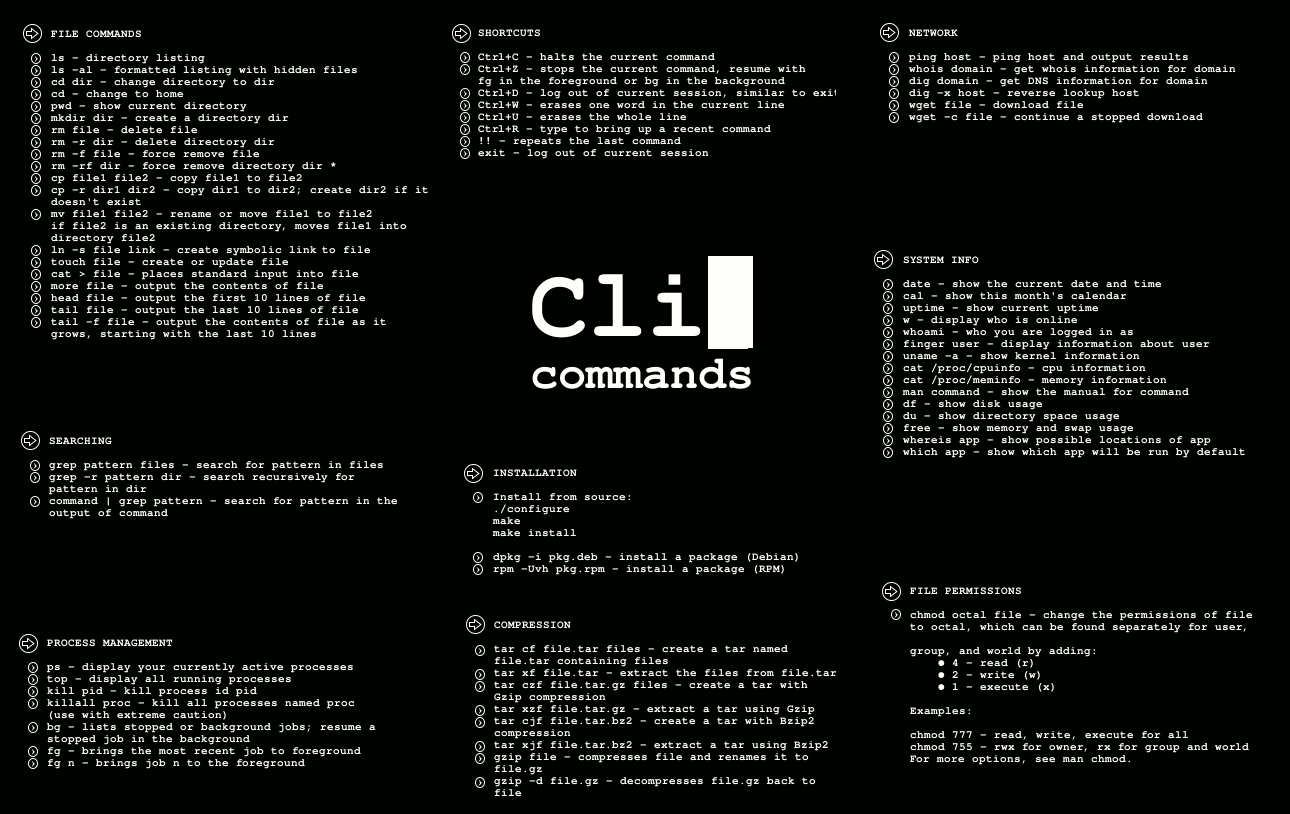 FILE COMMANDS
ls - directory listing
ls -al - formatted listing with hidden files
cd dir - change directory to dir
cd - change to home
pwd - show current directory
mkdir dir - create a directory dir
rm file - delete file
rm -r dir - delete directory dir
rm -f file - force remove file
rm -rf dir - force remove directory dir *
cp file1 file2 - copy file1 to file2
cp -r dir1 dir2 - copy dir1 to dir2; create dir2 if it
doesn't exist
mv file1 file2 - rename or move file1 to file2
if file2 is an existing directory, moves file1 into
directory file2
ln -s file link - create symbolic link to file
touch file - create or update file
cat > file - places standard input into file
more file - output the contents of file
head file - output the first 10 lines of file
tail file - output the last 10 lines of file
tail -f file - output the contents of file as it
grows, starting with the last 10 lines
SEARCHING
grep pattern files - search for pattern in files
grep -r pattern dir - search recursively for
pattern in dir
command | grep pattern - search for pattern in the
output of command
PROCESS MANAGEMENT
ps - display your currently active processes
top - display all running processes
kill pid - kill process id pid
killall proc - kill all processes named proc
(use with extreme caution)
bg - lists stopped or background jobs; resume a
stopped job in the background
fg - brings the most recent job to foreground
fg n - brings job n to the foreground
SHORTCUTS
Ctrl+C - halts the current command
Ctrl+Z - stops the current command, resume with
fg in the foreground or bg in the background
Ctrl+D - log out of current session, similar to exit
Ctrl+W - erases one word in the current line
Ctrl+U - erases the whole line
Ctrl+R - type to bring up a recent command
!! - repeats the last command
exit - log out of current session
Cli
commands
INSTALLATION
Install from source:
./configure
make
make install
dpkg -i pkg.deb - install a package (Debian)
rpm -Uvh pkg.rpm - install a package (RPM)
COMPRESSION
tar cf file.tar files - create a tar named
file.tar containing files
tar xf file.tar - extract the files from file.tar
tar czf file.tar.gz files - create a tar with
Gzip compression
tar xzf file.tar.gz - extract a tar using Gzip
tar cjf file.tar.bz2 - create a tar with Bzip2
compression
tar xjf file.tar.bz2 - extract a tar using Bzip2
gzip file - compresses file and renames it to
file.gz
gzip -d file.gz - decompresses file.gz back to
file
NETWORK
ping host - ping host and output results
whois domain - get whois information for domain
dig domain - get DNS information for domain
dig -x host - reverse lookup host
wget file - download file
wget -c file - continue a stopped download
SYSTEM INFO
date - show the current date and time
cal - show this month's calendar
uptime - show current uptime
w - display who is online
whoami - who you are logged in as
finger user - display information about user
uname -a - show kernel information
cat /proc/cpuinfo - cpu information
cat /proc/meminfo - memory information
man command - show the manual for command
df - show disk usage
du - show directory space usage
free - show memory and swap usage
whereis app - show possible locations of app
which app - show which app will be run by default
FILE PERMISSIONS
chmod octal file - change the permissions of file
to octal, which can be found separately for user,
group, and world by adding:
● 4 - read (r)
● 2 - write (w)
● 1 - execute (x)
Examples:
chmod 777 - read, write, execute for all
chmod 755 - rwx for owner, rx for group and world
For more options, see man chmod.